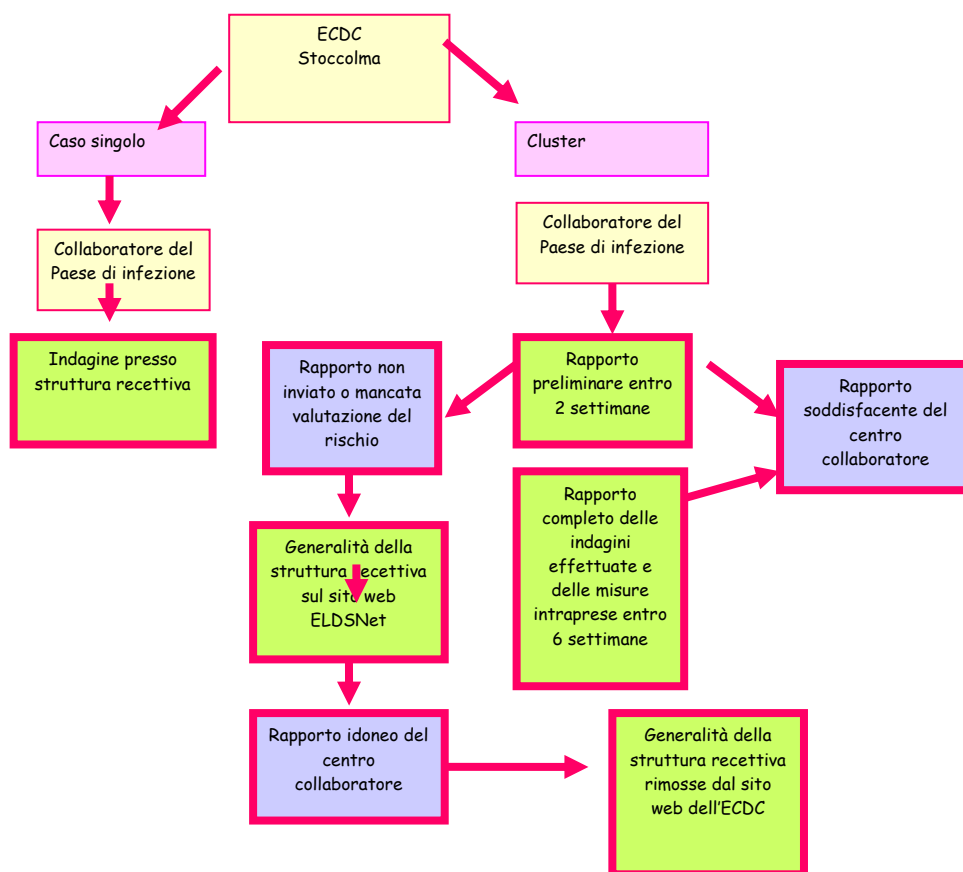 ECDC
Stoccolma
Caso singolo
Cluster
Collaboratore del
Paese di infezione
Collaboratore del
Paese di infezione
Indagine presso
struttura recettiva
Rapporto non
inviato o mancata
valutazione del
rischio
Rapporto
preliminare entro
2 settimane
Rapporto
soddisfacente del
centro
collaboratore
Generalità della
struttura recettiva
sul sito web
ELDSNet
Rapporto
completo delle
indagini
effettuate e
delle misure
intraprese entro
6 settimane
Rapporto idoneo del
centro
collaboratore
Generalità della
struttura recettiva
rimosse dal sito
web dell’ECDC